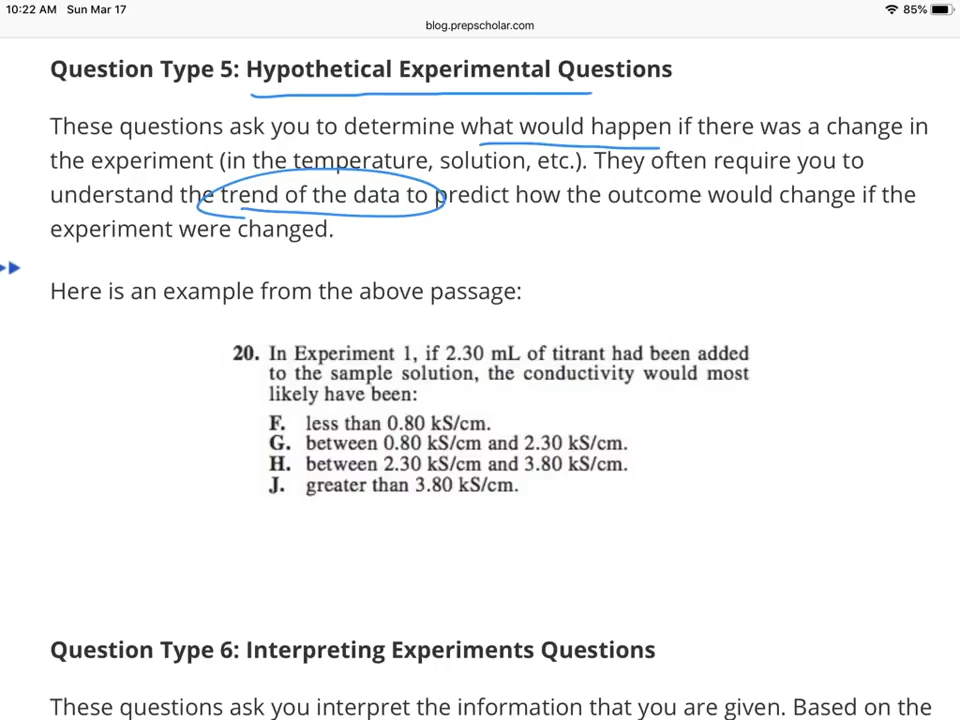 10:22 AM Sun Mar 17 85%
blog.prepscholar.com
Question Type 5: Hypothetical Experimental Questions
These questions ask you to determine what would happen if there was a change in
the experiment (in the temperature, solution, etc.). They often require you to
understand the trend of the data to predict how the outcome would change if the
experiment were changed.
Here is an example from the above passage:
20. In Experiment 1, if 2.30 mL of titrant had been added
to the sample solution, the conductivity would most
likely have been:
F. less than 0.80 kS/cm.
G. between 0.80 kS/cm and 2.30 kS/cm.
H. between 2.30 kS/cm and 3.80 kS/cm.
J. greater than 3.80 kS/cm.
Question Type 6: Interpreting Experiments Questions
These questions ask you interpret the information that you are given. Based on the